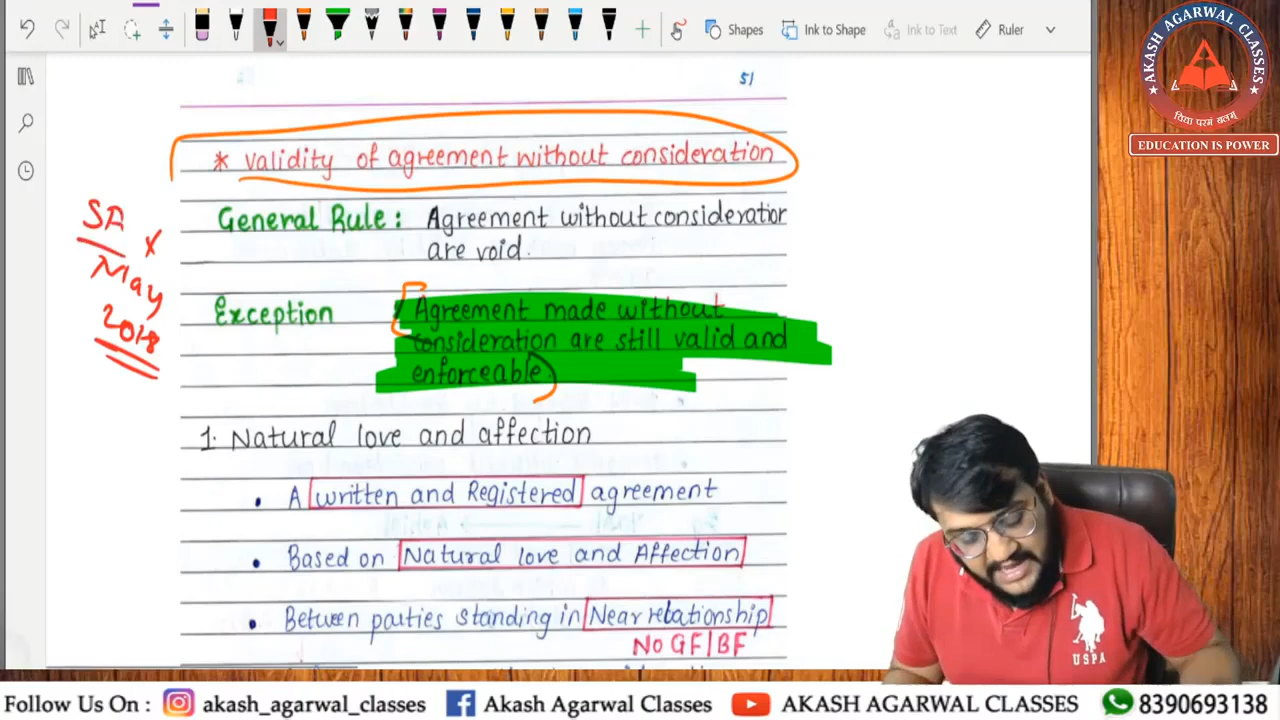 Shapes
Ink to Shape
Ink to Text
Ruler
AKASH AGARWAL CLASSES
विद्या परमं बलम्
EDUCATION IS POWER
51
* validity of agreement without consideration
General Rule: Agreement without consideration
are void.
SA x
May
2018
Exception Agreement made without
consideration are still valid and
enforceable
1. Natural love and affection
• A written and Registered agreement
• Based on Natural love and Affection
• Between parties standing in Near relationship
NO GF/BF
USPA
Follow Us On : akash_agarwal_classes Akash Agarwal Classes AKASH AGARWAL CLASSES 8390693138